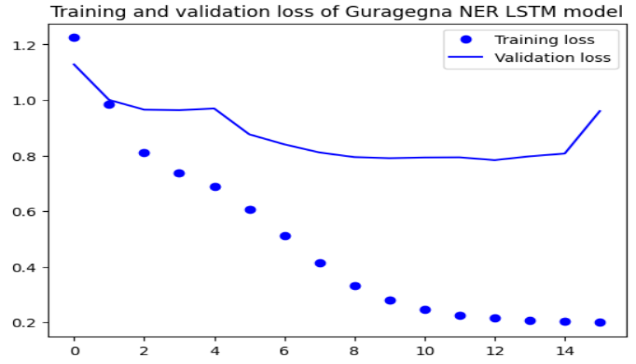 Training and validation loss of Guragegna NER LSTM model
Training loss
Validation loss
1.2
1.0
0.8
0.6
0.4
0.2
0 2 4 6 8 10 12 14